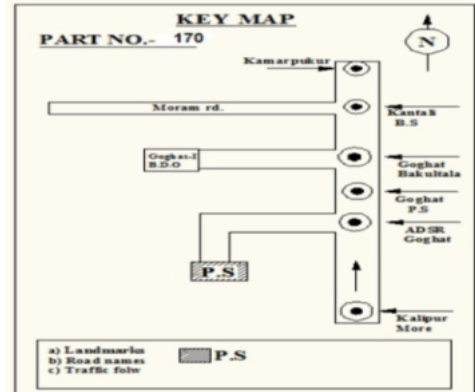 KEY MAP
PART NO.- 170
N
Kamarpukur
Moram rd.
Kantali
B.S
Goghat-I
B.D.O
Goghat
Bakultala
Goghat
P.S
ADSR
Goghat
P.S
Kalipur
More
a) Landmarks
b) Road names
c) Traffic folw
P.S